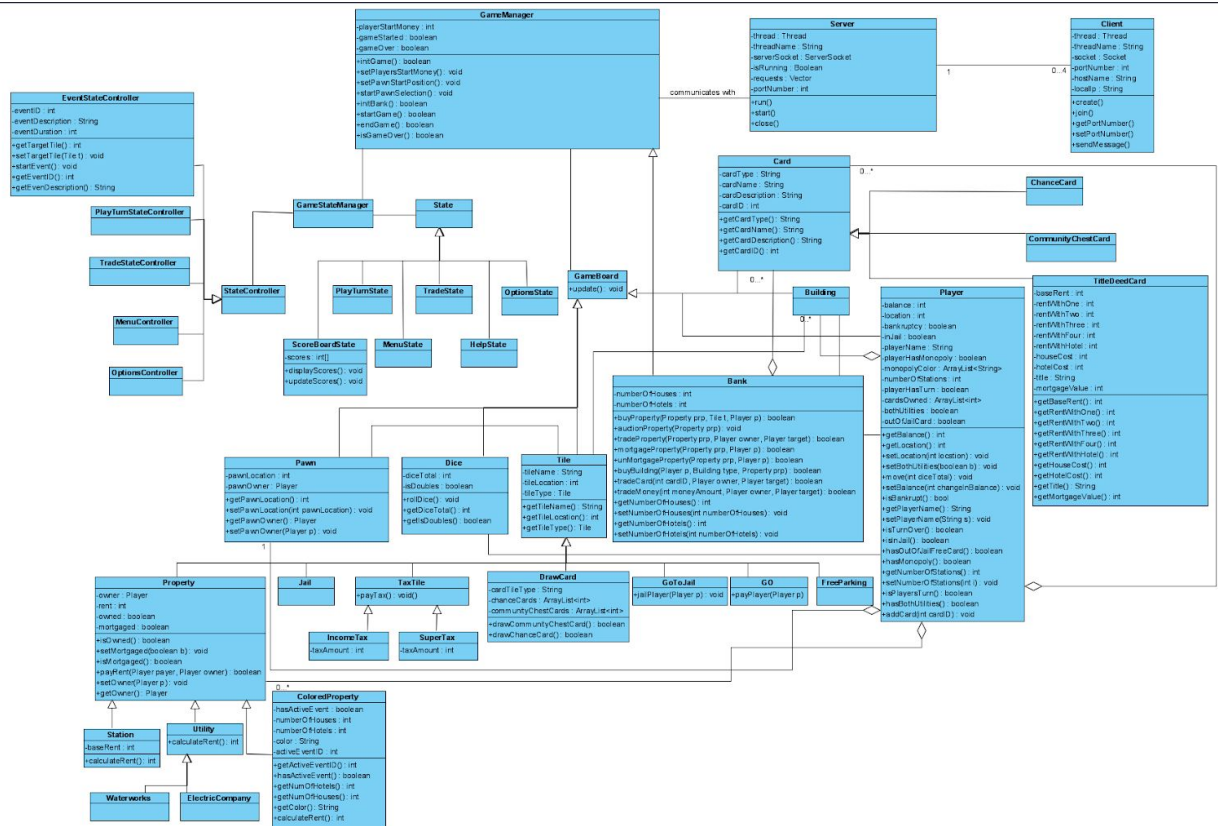 GameManager
-playerStartMoney : int
-gameStarted : boolean
-gameOver : boolean
+intGame() : boolean
+setPlayersStartMoney() : void
+setPawnStartPosition() : void
+startPawnSelection() : void
+initBank() : boolean
+startGame() : boolean
+endGame() : boolean
+isGameOver() : boolean
communicates with
Server
-thread : Thread
-threadName : String
-serverSocket : ServerSocket
-isRunning : Boolean
-requests : Vector
-portNumber : int
+run()
+start()
+close()
1
0...4
Client
-thread : Thread
-threadName : String
-socket : Socket
-portNumber : int
-hostName : String
-localIp : String
+create()
+join()
+getPortNumber()
+setPortNumber()
+sendMessage()
EventStateController
-eventID : int
-eventDescription : String
-eventDuration : int
+getTargetTile() : int
+setTargetTile(Tile t) : void
+startEvent() : void
+getEventID() : int
+getEvenDescription() : String
PlayTurnStateController
TradeStateController
MenuController
OptionsController
StateController
GameStateManager
State
PlayTurnState
TradeState
OptionsState
ScoreBoardState
-scores : int[]
+displayScores() : void
+updateScores() : void
MenuState
HelpState
GameBoard
+update() : void
Card
-cardType : String
-cardName : String
-cardDescription : String
-cardID : int
+getCardType() : String
+getCardName() : String
+getCardDescription() : String
+getCardID() : int
0...*
0...*
ChanceCard
CommunityChestCard
TitleDeedCard
-baseRent : int
-rentWithOne : int
-rentWithTwo : int
-rentWithThree : int
-rentWithFour : int
-rentWithHotel : int
-houseCost : int
-hotelCost : int
-title : String
-mortgageValue : int
+getBaseRent() : int
+getRentWithOne() : int
+getRentWithTwo() : int
+getRentWithThree() : int
+getRentWithFour() : int
+getRentWithHotel() : int
+getHouseCost() : int
+getHotelCost() : int
+getTitle() : String
+getMortgageValue() : int
Building
0...*
Player
-balance : int
-location : int
-bankruptcy : boolean
-inJail : boolean
-playerName : String
-playerHasMonopoly : boolean
-monopolyColor : ArrayList<String>
-numberOfStations : int
-playerHasTurn : boolean
-cardsOwned : ArrayList<int>
-bothUtilities : boolean
-outOfJailCard : boolean
+getBalance() : int
+getLocation() : int
+setLocation(int location) : void
+setBothUtilities(boolean b) : void
+move(int diceTotal) : void
+setBalance(int changeInBalance) : void
+isBankrupt() : bool
+getPlayerName() : String
+setPlayerName(String s) : void
+isTurnOver() : boolean
+isInJail() : boolean
+hasOutOfJailFreeCard() : boolean
+hasMonopoly() : boolean
+getNumberOfStations() : int
+setNumberOfStations(int i) : void
+isPlayersTurn() : boolean
+hasBothUtilities() : boolean
+addCard(int cardID) : void
Bank
-numberOfHouses : int
-numberOfHotels : int
+buyProperty(Property prp, Tile t, Player p) : boolean
+auctionProperty(Property prp) : void
+tradeProperty(Property prp, Player owner, Player target) : boolean
+mortgageProperty(Property prp, Player p) : boolean
+unMortgageProperty(Property prp, Player p) : boolean
+buyBuilding(Player p, Building type, Property prp) : boolean
+tradeCard(int cardID, Player owner, Player target) : boolean
+tradeMoney(int moneyAmount, Player owner, Player target) : boolean
+getNumberOfHouses() : int
+setNumberOfHouses(int numberOfHouses) : void
+getNumberOfHotels() : int
+setNumberOfHotels(int numberOfHotels) : void
Pawn
-pawnLocation : int
-pawnOwner : Player
+getPawnLocation() : int
+setPawnLocation(int pawnLocation) : void
+getPawnOwner() : Player
+setPawnOwner(Player p) : void
1
Dice
-diceTotal : int
-isDoubles : boolean
+rollDice() : void
+getDiceTotal() : int
+getIsDoubles() : boolean
Tile
-tileName : String
-tileLocation : int
-tileType : Tile
+getTileName() : String
+getTileLocation() : int
+getTileType() : Tile
Property
-owner : Player
-rent : int
-owned : boolean
-mortgaged : boolean
+isOwned() : boolean
+setMortgaged(boolean b) : void
+isMortgaged() : boolean
+payRent(Player payer, Player owner) : boolean
+setOwner(Player p) : void
+getOwner() : Player
0...*
Jail
TaxTile
+payTax() : void()
IncomeTax
-taxAmount : int
SuperTax
-taxAmount : int
DrawCard
-cardTileType : String
-chanceCards : ArrayList<int>
-communityChestCards : ArrayList<int>
+drawCommunityChestCard() : boolean
+drawChanceCard() : boolean
GoToJail
+jailPlayer(Player p) : void
GO
+payPlayer(Player p)
FreeParking
Station
-baseRent : int
+calculateRent() : int
Utility
+calculateRent() : int
Waterworks
ElectricCompany
ColoredProperty
-hasActiveEvent : boolean
-numberOfHouses : int
-numberOfHotels : int
-color : String
-activeEventID : int
+getActiveEventID() : int
+hasActiveEvent() : boolean
+getNumOfHotels() : int
+getNumOfHouses() : int
+getColor() : String
+calculateRent() : int